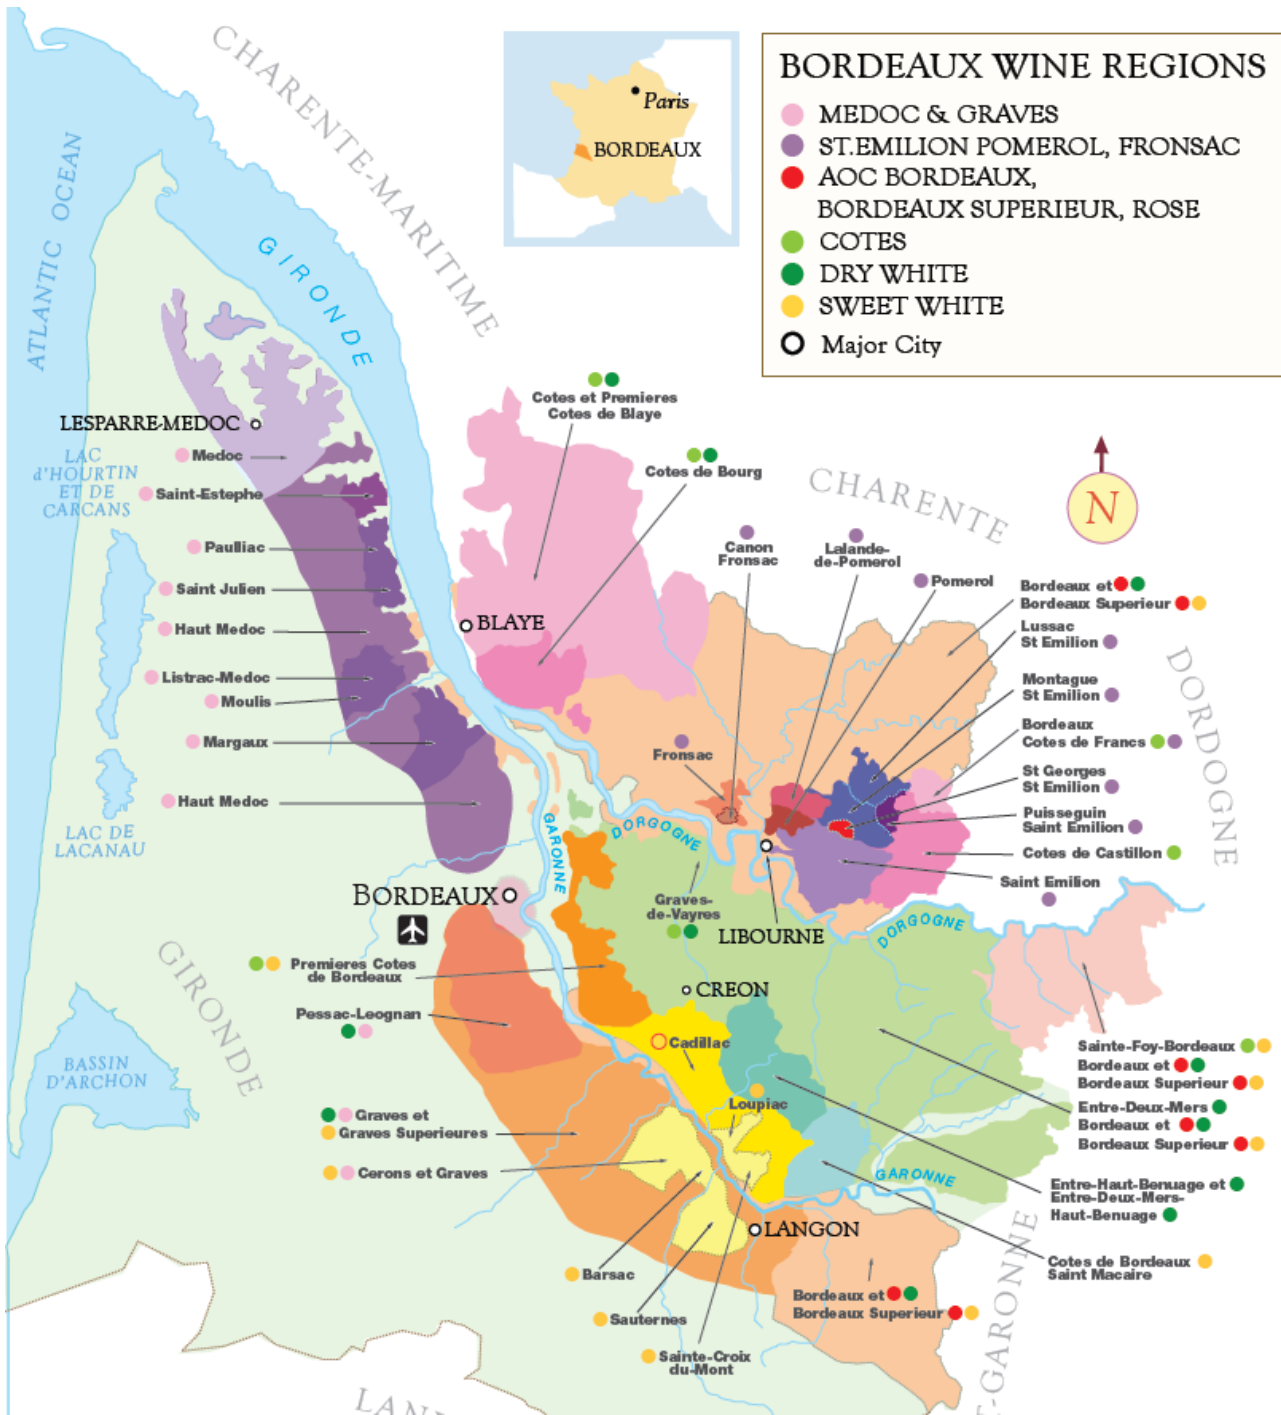 BORDEAUX WINE REGIONS
MEDOC & GRAVES
ST.EMILION POMEROL, FRONSAC
AOC BORDEAUX,
BORDEAUX SUPERIEUR, ROSE
COTES
DRY WHITE
SWEET WHITE
Major City
Paris
BORDEAUX
CHARENTE-MARITIME
ATLANTIC OCEAN
GIRONDE
LESPARRE-MEDOC
LAC
d'HOURTIN
ET DE
CARCANS
Medoc
Saint-Estephe
Paulliac
Saint Julien
Haut Medoc
Listrac-Medoc
Moulis
Margaux
Haut Medoc
LAC DE
LACANAU
Cotes et Premieres
Cotes de Blaye
Cotes de Bourg
BLAYE
CHARENTE
N
Canon
Fronsac
Lalande-
de-Pomerol
Pomerol
Bordeaux et
Bordeaux Superieur
Lussac
St Emilion
Montague
St Emilion
Bordeaux
Cotes de Francs
St Georges
St Emilion
Puisseguin
Saint Emilion
Cotes de Castillon
Saint Emilion
DORDOGNE
Fronsac
GARONNE
DORGOGNE
BORDEAUX
Graves-
de-Vayres
LIBOURNE
DORGOGNE
GIRONDE
Premieres Cotes
de Bordeaux
CREON
Pessac-Leognan
Cadillac
BASSIN
D'ARCHON
Loupiac
Sainte-Foy-Bordeaux
Bordeaux et
Bordeaux Superieur
Entre-Deux-Mers
Bordeaux et
Bordeaux Superieur
Graves et
Graves Superieures
Cerons et Graves
GARONNE
Entre-Haut-Benuage et
Entre-Deux-Mers-
Haut-Benuage
LANGON
Cotes de Bordeaux
Saint Macaire
Barsac
Bordeaux et
Bordeaux Superieur
Sauternes
Sainte-Croix
du-Mont
T-GARONNE
LAN